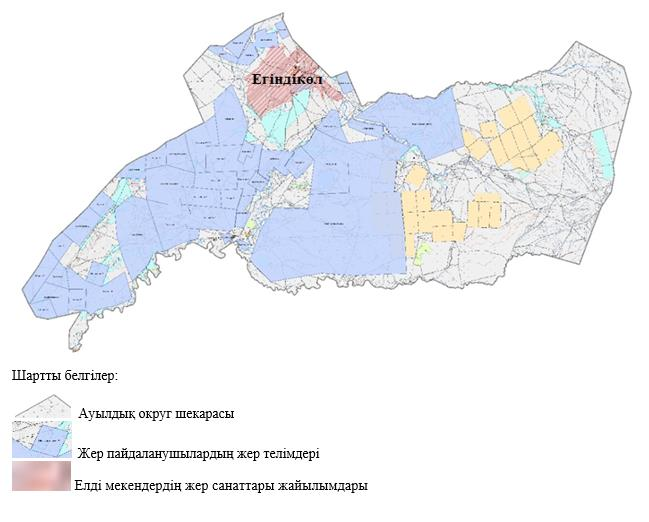 Егіндікөл
Шартты белгілер:
Ауылдық округ шекарасы
Жер пайдаланушылардың жер телімдері
Елді мекендердің жер санаттары жайылымдары